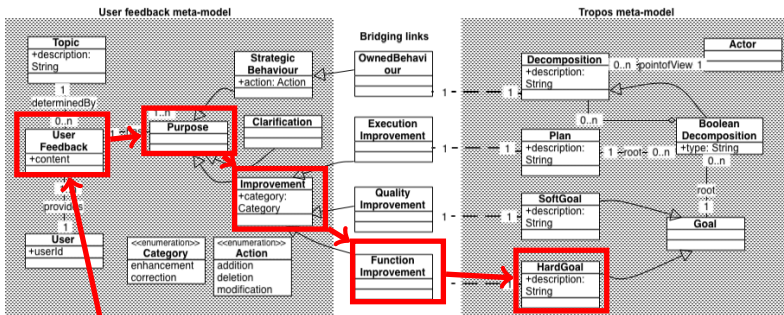 User feedback meta-model
Tropos meta-model
Bridging links
Topic
+description:
String
1
determinedBy
0..n
User
Feedback
+content
1
1..n
Purpose
provides
1
User
+userId
Strategic
Behaviour
+action: Action
Clarification
Improvement
+category:
Category
<<enumeration>>
Category
enhancement
correction
<<enumeration>>
Action
addition
deletion
modification
OwnedBehavi
our
1
1
Execution
Improvement
1
1
Quality
Improvement
1
1
Function
Improvement
1
Decomposition
+description:
String
0..n
pointofView
1
Actor
Plan
+description:
String
1
root
0..n
Boolean
Decomposition
+type: String
0..n
root
1
SoftGoal
+description:
String
Goal
HardGoal
+description:
String